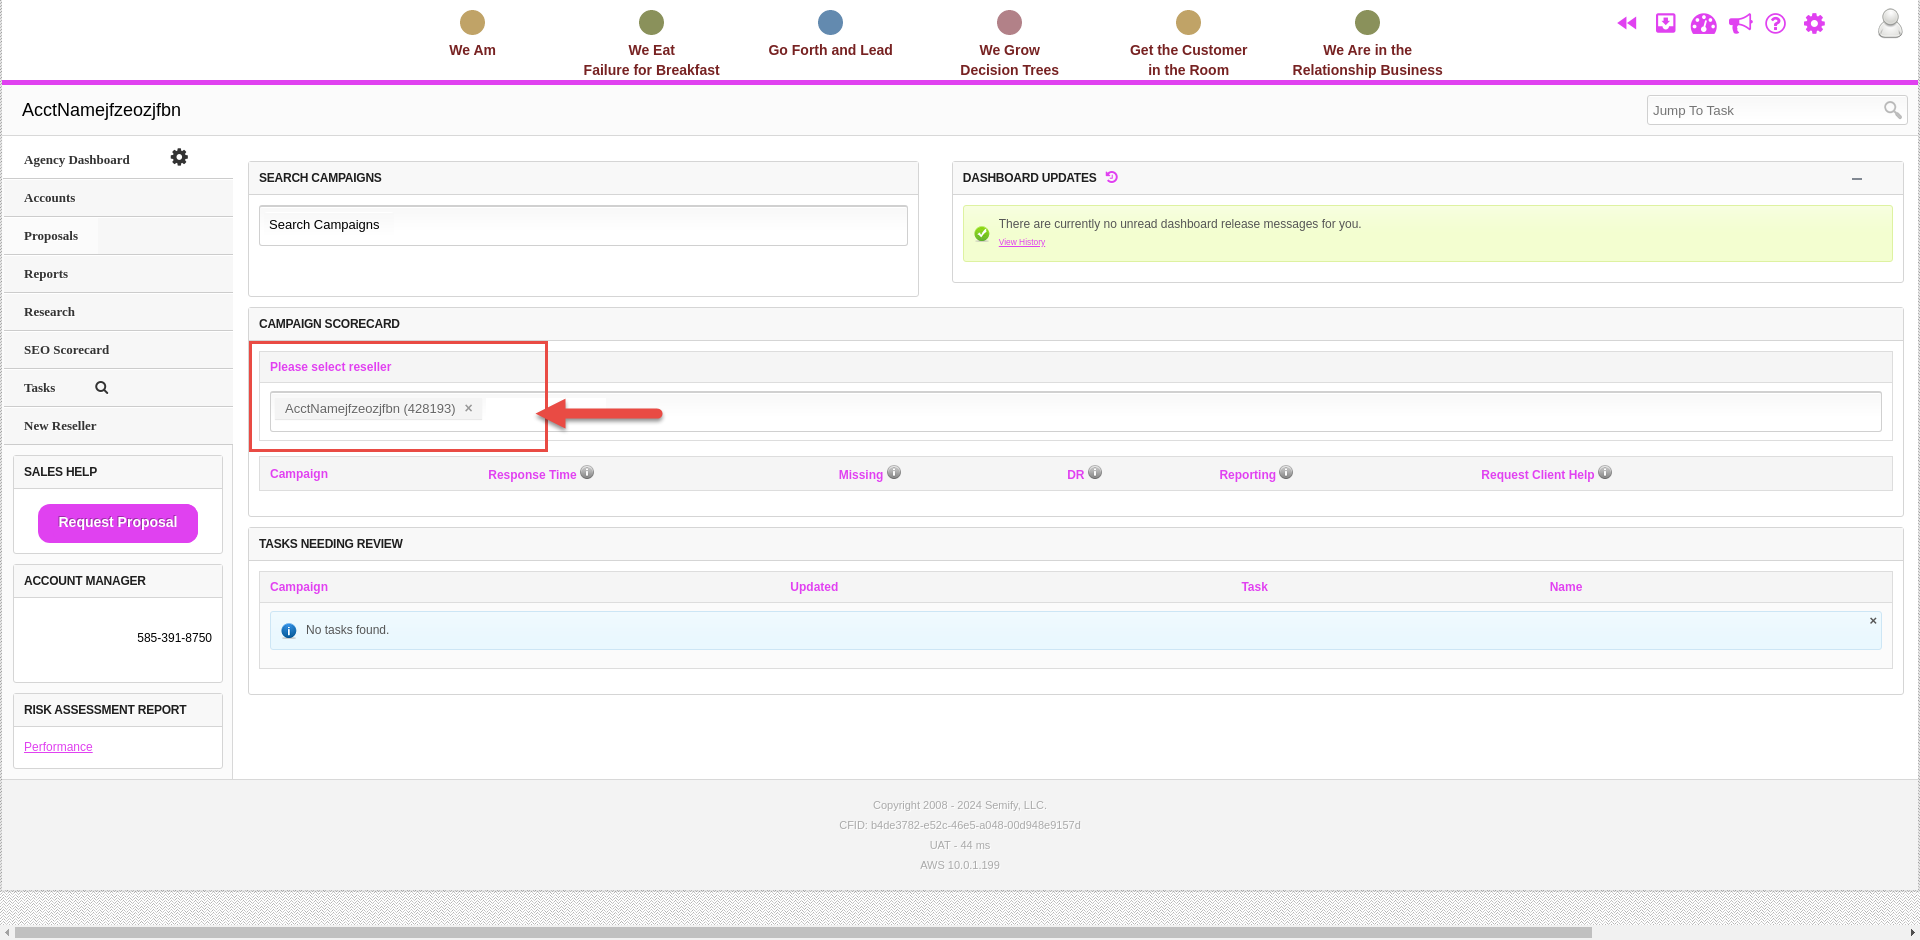 We Am
We Eat
Failure for Breakfast
Go Forth and Lead
We Grow
Decision Trees
Get the Customer
in the Room
We Are in the
Relationship Business
AcctNamejfzeozjfbn
Jump To Task
Agency Dashboard
Accounts
Proposals
Reports
Research
SEO Scorecard
Tasks
New Reseller
SALES HELP
Request Proposal
ACCOUNT MANAGER
585-391-8750
RISK ASSESSMENT REPORT
Performance
SEARCH CAMPAIGNS
Search Campaigns
DASHBOARD UPDATES
There are currently no unread dashboard release messages for you.
View History
CAMPAIGN SCORECARD
Please select reseller
AcctNamejfzeozjfbn (428193) ×
Campaign Response Time Missing DR Reporting Request Client Help
TASKS NEEDING REVIEW
Campaign Updated Task Name
No tasks found. ×
Copyright 2008 - 2024 Semify, LLC.
CFID: b4de3782-e52c-46e5-a048-00d948e9157d
UAT - 44 ms
AWS 10.0.1.199